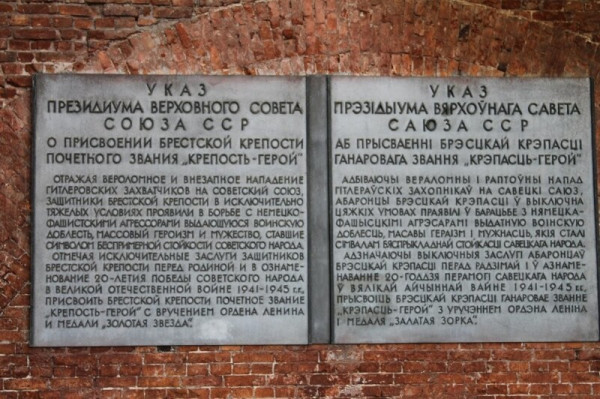 УКАЗ
ПРЕЗИДИУМА ВЕРХОВНОГО СОВЕТА
СОЮЗА ССР
О ПРИСВОЕНИИ БРЕСТСКОЙ КРЕПОСТИ
ПОЧЕТНОГО ЗВАНИЯ „КРЕПОСТЬ-ГЕРОЙ"
ОТРАЖАЯ ВЕРОЛОМНОЕ И ВНЕЗАПНОЕ НАПАДЕНИЕ
ГИТЛЕРОВСКИХ ЗАХВАТЧИКОВ НА СОВЕТСКИЙ СОЮЗ,
ЗАЩИТНИКИ БРЕСТСКОЙ КРЕПОСТИ В ИСКЛЮЧИТЕЛЬНО
ТЯЖЕЛЫХ УСЛОВИЯХ ПРОЯВИЛИ В БОРЬБЕ С НЕМЕЦКО-
ФАШИСТСКИМИ АГРЕССОРАМИ ВЫДАЮЩУЮСЯ ВОИНСКУЮ
ДОБЛЕСТЬ, МАССОВЫЙ ГЕРОИЗМ И МУЖЕСТВО, СТАВШИЕ
СИМВОЛОМ БЕСПРИМЕРНОЙ СТОЙКОСТИ СОВЕТСКОГО НАРОДА.
ОТМЕЧАЯ ИСКЛЮЧИТЕЛЬНЫЕ ЗАСЛУГИ ЗАЩИТНИКОВ
БРЕСТСКОЙ КРЕПОСТИ ПЕРЕД РОДИНОЙ И В ОЗНАМЕ-
НОВАНИЕ 20-ЛЕТИЯ ПОБЕДЫ СОВЕТСКОГО НАРОДА
В ВЕЛИКОЙ ОТЕЧЕСТВЕННОЙ ВОЙНЕ 1941-1945 г.г.,
ПРИСВОИТЬ БРЕСТСКОЙ КРЕПОСТИ ПОЧЕТНОЕ ЗВАНИЕ
„КРЕПОСТЬ-ГЕРОЙ" С ВРУЧЕНИЕМ ОРДЕНА ЛЕНИНА
И МЕДАЛИ „ЗОЛОТАЯ ЗВЕЗДА".
УКАЗ
ПРЭЗІДЫУМА ВЯРХОЎНАГА САВЕТА
САЮЗА ССР
АБ ПРЫСВАЕННІ БРЭСЦКАЙ КРЭПАСЦІ
ГАНАРОВАГА ЗВАННЯ „КРЭПАСЦЬ-ГЕРОЙ"
АДБІВАЮЧЫ ВЕРАЛОМНЫ І РАПТОЎНЫ НАПАД
ГІТЛЕРАЎСКІХ ЗАХОПНІКАЎ НА САВЕЦКІ САЮЗ,
АБАРОНЦЫ БРЭСЦКАЙ КРЭПАСЦІ Ў ВЫКЛЮЧНА
ЦЯЖКІХ УМОВАХ ПРАЯВІЛІ Ў БАРАЦЬБЕ З НЯМЕЦКА-
ФАШЫСЦКІМІ АГРЭСАРАМІ ВЫДАТНУЮ ВОІНСКУЮ
ДОБЛЕСЦЬ, МАСАВЫ ГЕРАІЗМ І МУЖНАСЦЬ, ЯКІЯ СТАЛІ
СІМВАЛАМ БЯСПРЫКЛАДНАЙ СТОЙКАСЦІ САВЕЦКАГА НАРОДА.
АДЗНАЧАЮЧЫ ВЫКЛЮЧНЫЯ ЗАСЛУГІ АБАРОНЦАЎ
БРЭСЦКАЙ КРЭПАСЦІ ПЕРАД РАДЗІМАЙ І Ў АЗНА-
МЕНАВАННЕ 20-ГОДДЗЯ ПЕРАМОГІ САВЕЦКАГА НАРОДА
Ў ВЯЛІКАЙ АЙЧЫННАЙ ВАЙНЕ 1941-1945 г.г.,
ПРЫСВОІЦЬ БРЭСЦКАЙ КРЭПАСЦІ ГАНАРОВАЕ ЗВАННЕ
„КРЭПАСЦЬ-ГЕРОЙ" З УРУЧЭННЕМ ОРДЭНА ЛЕНІНА
І МЕДАЛЯ „ЗАЛАТАЯ ЗОРКА".